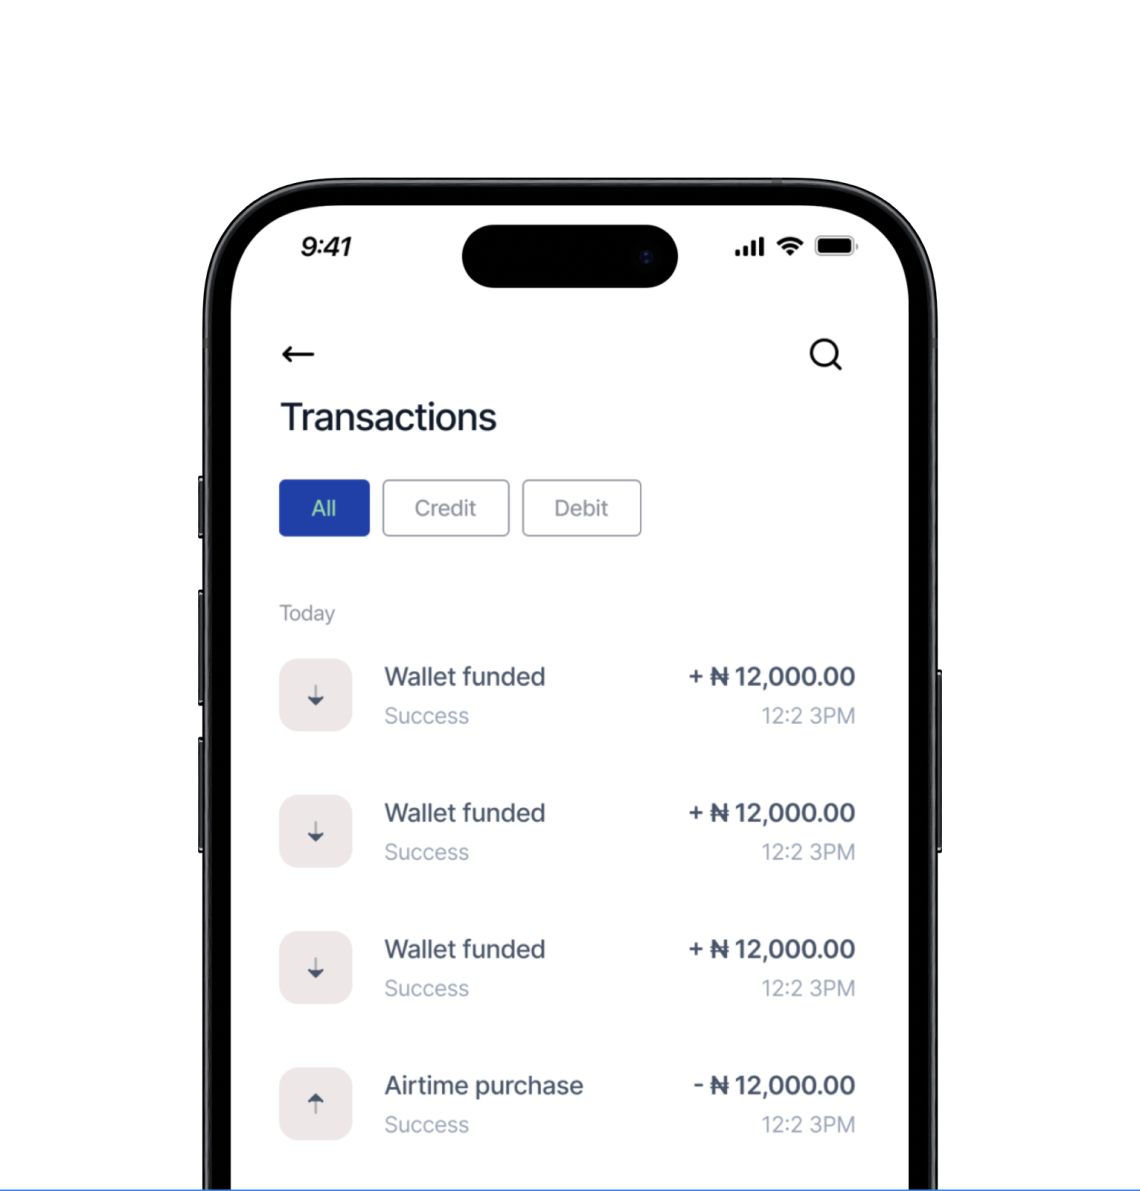 9:41
Transactions
All Credit Debit
Today
Wallet funded + ₦ 12,000.00
Success 12:2 3PM
Wallet funded + ₦ 12,000.00
Success 12:2 3PM
Wallet funded + ₦ 12,000.00
Success 12:2 3PM
Airtime purchase - ₦ 12,000.00
Success 12:2 3PM